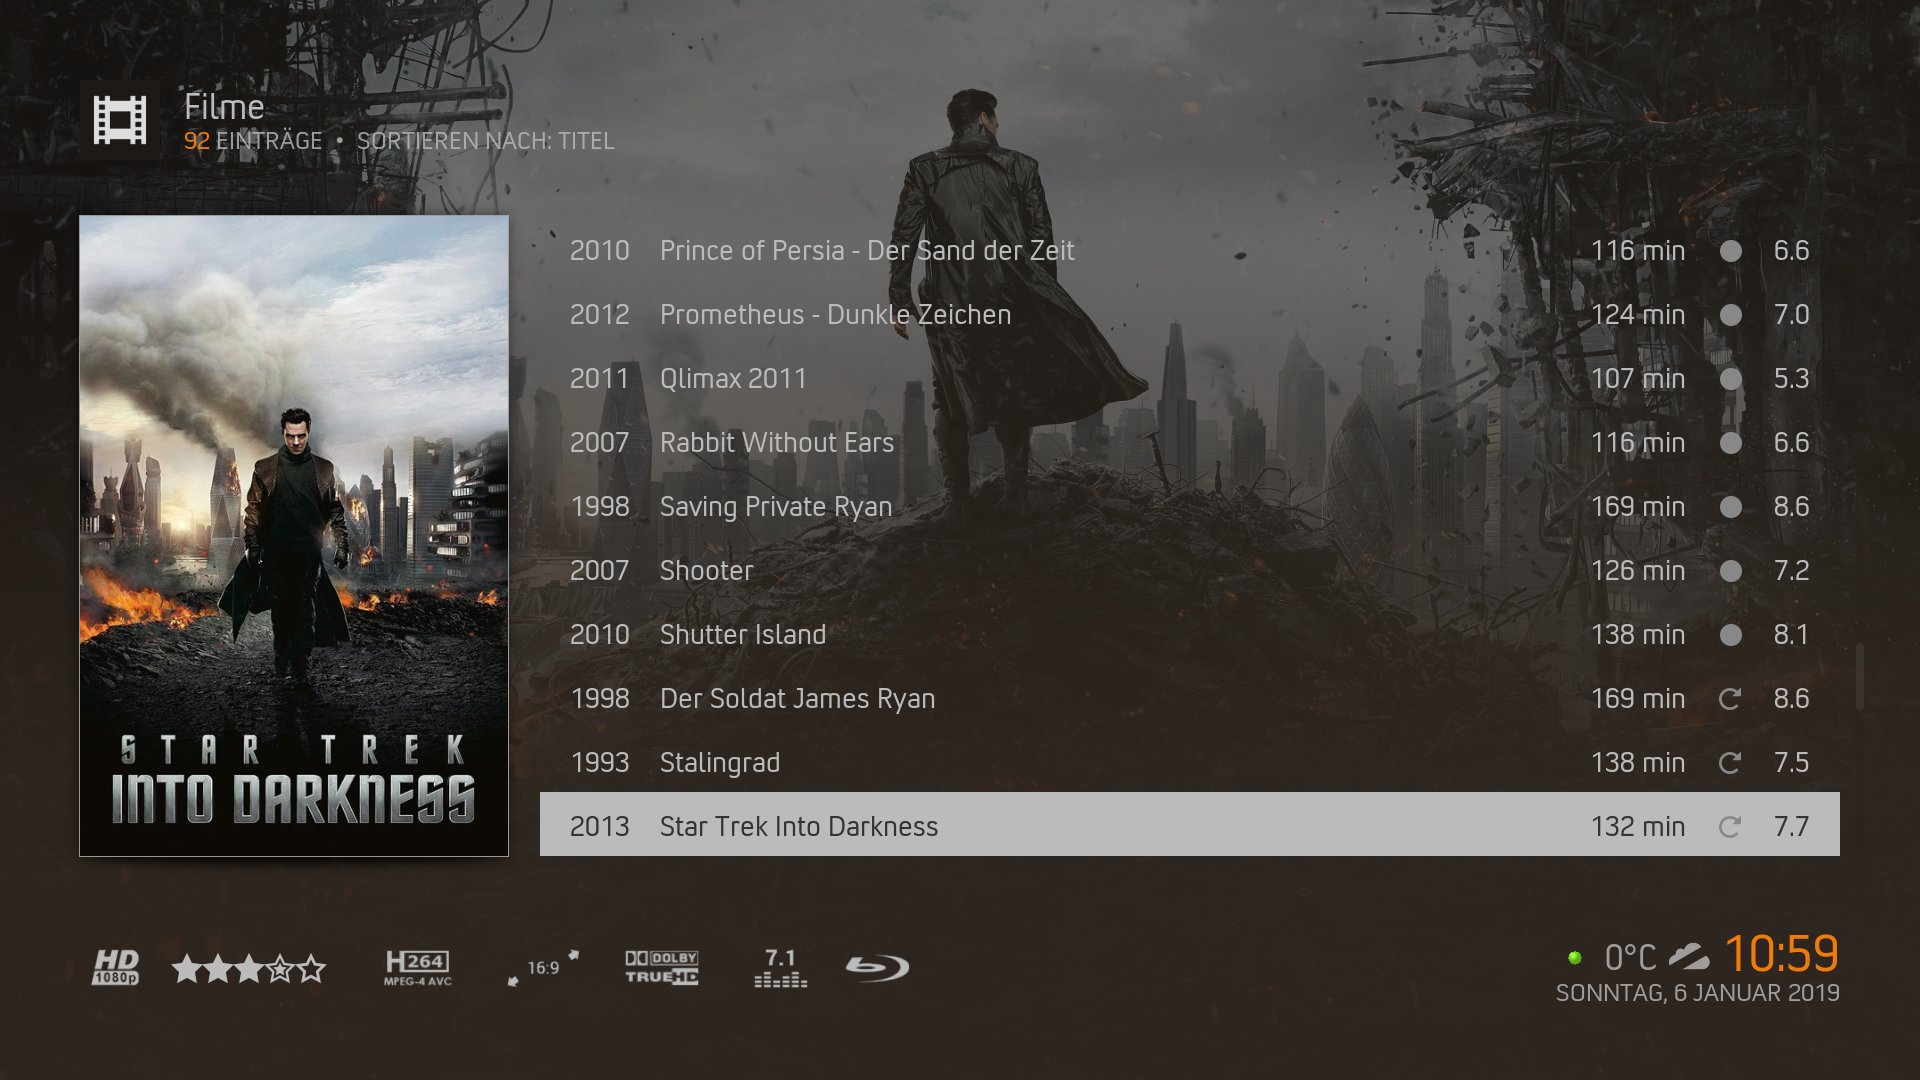 Filme
92 EINTRÄGE • SORTIEREN NACH: TITEL
2010 Prince of Persia - Der Sand der Zeit 116 min 6.6
2012 Prometheus - Dunkle Zeichen 124 min 7.0
2011 Qlimax 2011 107 min 5.3
2007 Rabbit Without Ears 116 min 6.6
1998 Saving Private Ryan 169 min 8.6
2007 Shooter 126 min 7.2
2010 Shutter Island 138 min 8.1
1998 Der Soldat James Ryan 169 min 8.6
1993 Stalingrad 138 min 7.5
2013 Star Trek Into Darkness 132 min 7.7
STAR TREK
INTO DARKNESS
HD
1080p
H264
MPEG-4 AVC
16:9
DOLBY
TRUEHD
7.1
0°C 10:59
SONNTAG, 6 JANUAR 2019